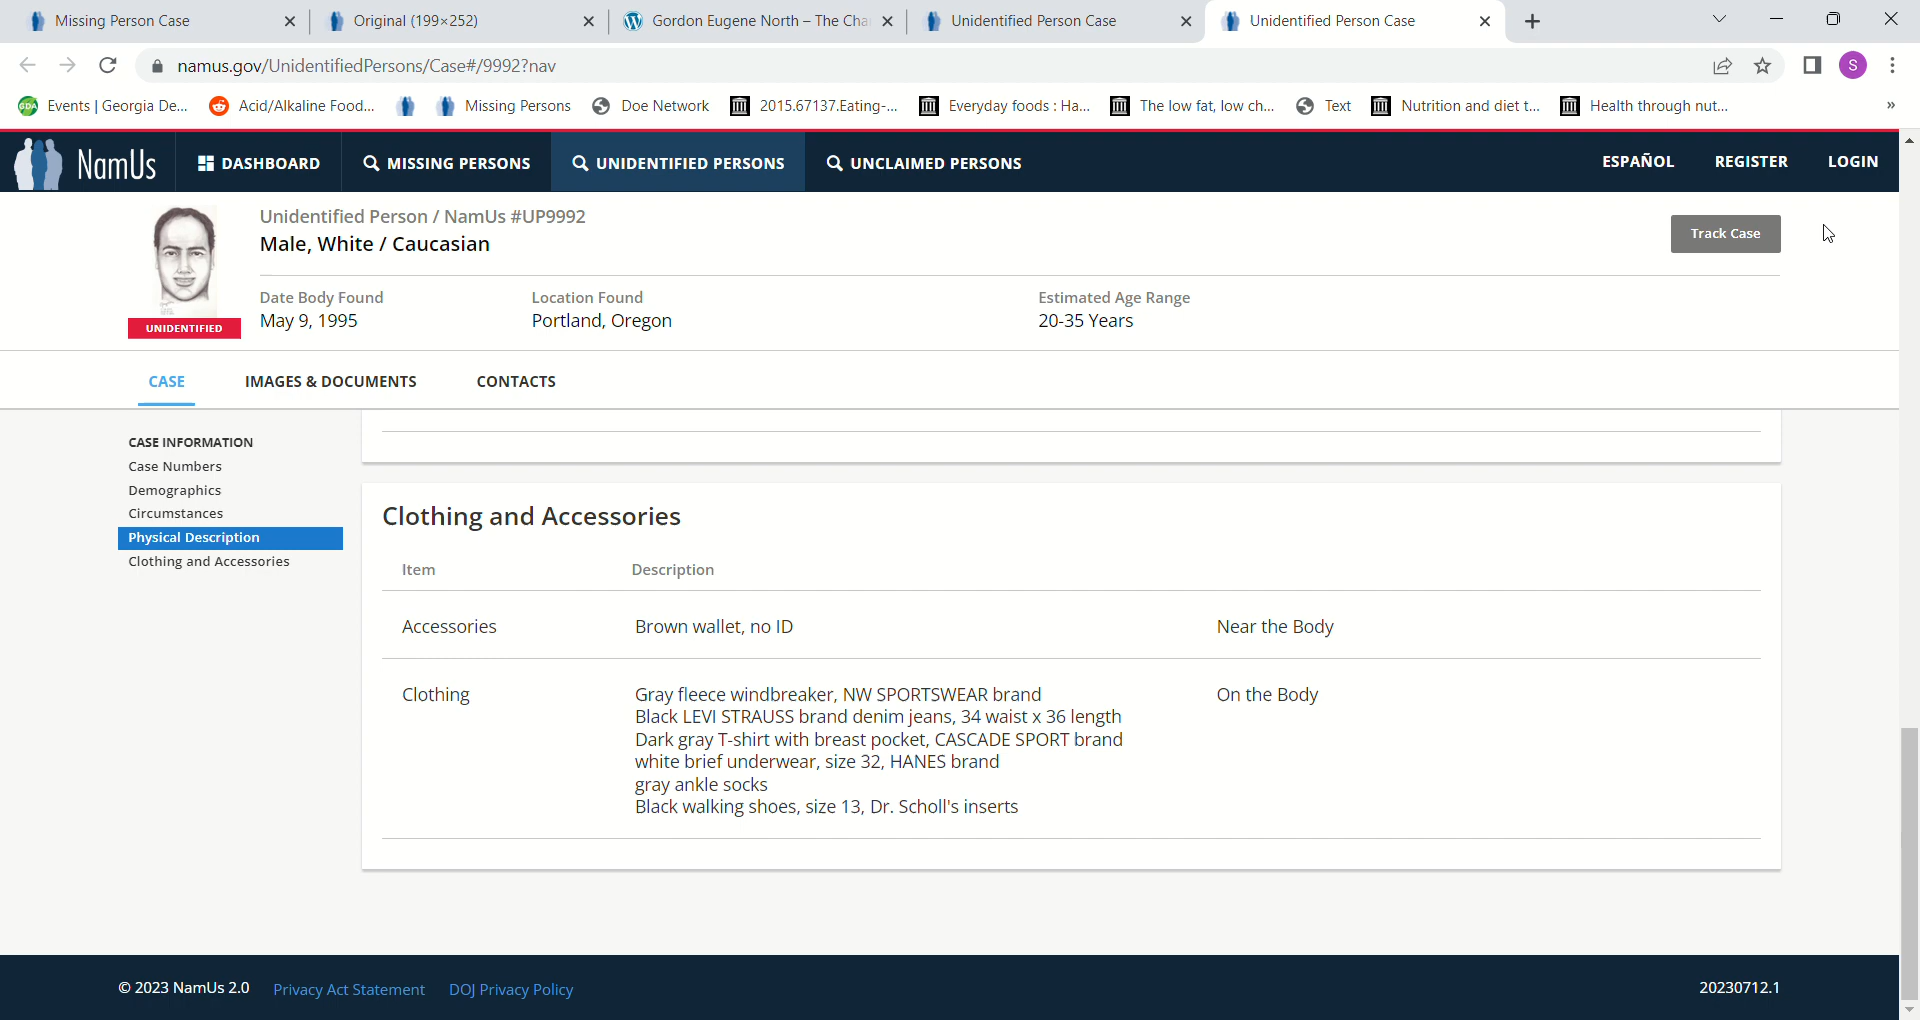 Missing Person Case
Original (199×252)
Gordon Eugene North – The Cha
Unidentified Person Case
Unidentified Person Case
namus.gov/UnidentifiedPersons/Case#/9992?nav
S
GDA
Events | Georgia De...
Acid/Alkaline Food...
Missing Persons
Doe Network
2015.67137.Eating-...
Everyday foods : Ha...
The low fat, low ch...
Text
Nutrition and diet t...
Health through nut...
»
NamUs
DASHBOARD
MISSING PERSONS
UNIDENTIFIED PERSONS
UNCLAIMED PERSONS
ESPAÑOL
REGISTER
LOGIN
Unidentified Person / NamUs #UP9992
Male, White / Caucasian
Track Case
UNIDENTIFIED
Date Body Found
May 9, 1995
Location Found
Portland, Oregon
Estimated Age Range
20-35 Years
CASE
IMAGES & DOCUMENTS
CONTACTS
CASE INFORMATION
Case Numbers
Demographics
Circumstances
Physical Description
Clothing and Accessories
Clothing and Accessories
Item
Description
Accessories
Brown wallet, no ID
Near the Body
Clothing
Gray fleece windbreaker, NW SPORTSWEAR brand
Black LEVI STRAUSS brand denim jeans, 34 waist x 36 length
Dark gray T-shirt with breast pocket, CASCADE SPORT brand
white brief underwear, size 32, HANES brand
gray ankle socks
Black walking shoes, size 13, Dr. Scholl's inserts
On the Body
© 2023 NamUs 2.0
Privacy Act Statement
DOJ Privacy Policy
20230712.1